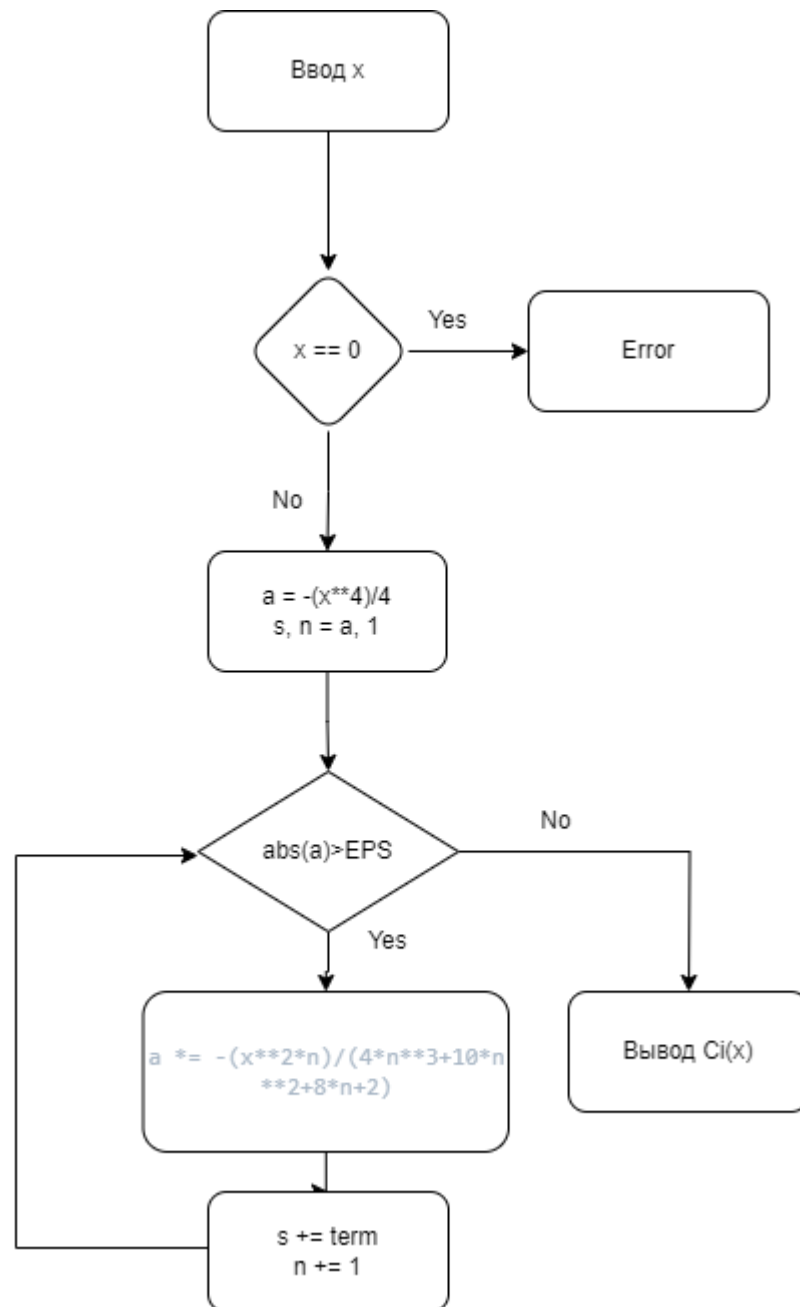 Ввод x
x == 0
Yes
Error
No
a = -(x**4)/4
s, n = a, 1
abs(a)>EPS
No
Yes
a *= -(x**2*n)/(4*n**3+10*n
**2+8*n+2)
Вывод Ci(x)
s += term
n += 1